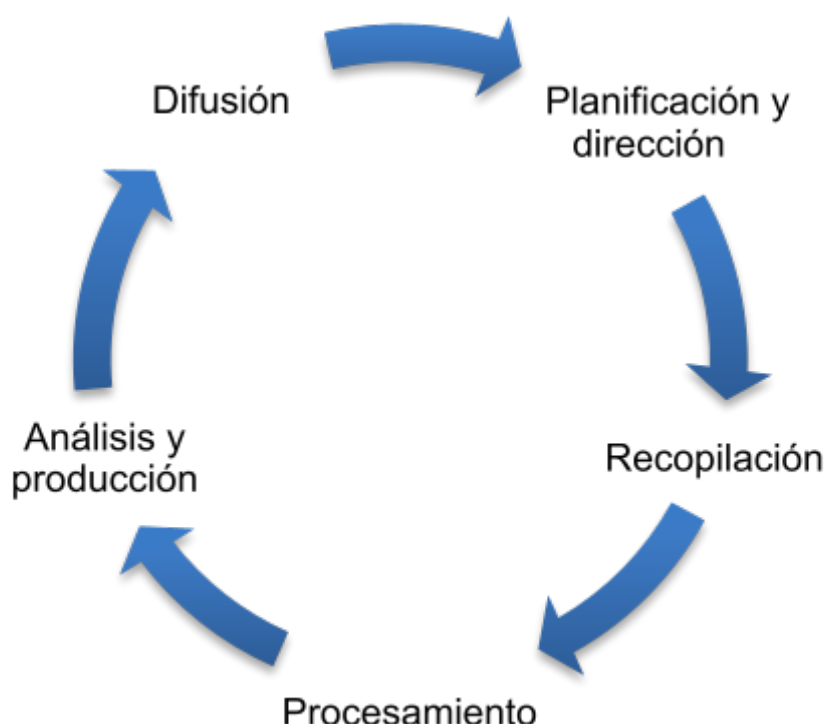 Difusión
Planificación y
dirección
Recopilación
Procesamiento
Análisis y
producción